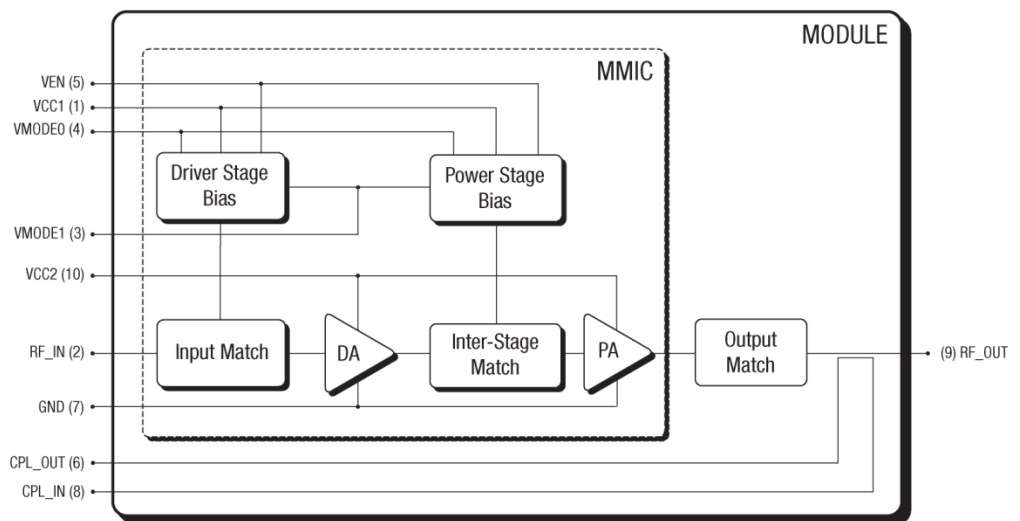 MODULE
MMIC
VEN (5)
VCC1 (1)
VMODE0 (4)
Driver Stage
Bias
Power Stage
Bias
VMODE1 (3)
VCC2 (10)
RF_IN (2)
Input Match
DA
Inter-Stage
Match
PA
Output
Match
(9) RF_OUT
GND (7)
CPL_OUT (6)
CPL_IN (8)